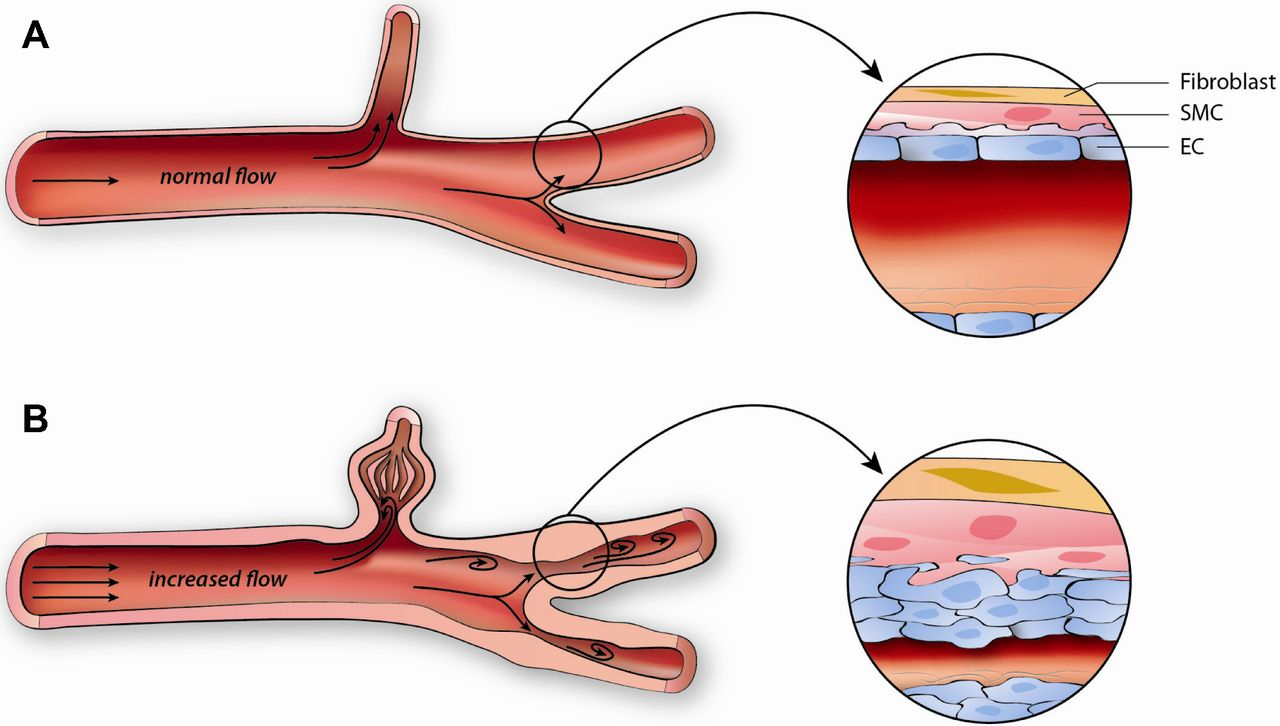 A
normal flow
Fibroblast
SMC
EC
B
increased flow